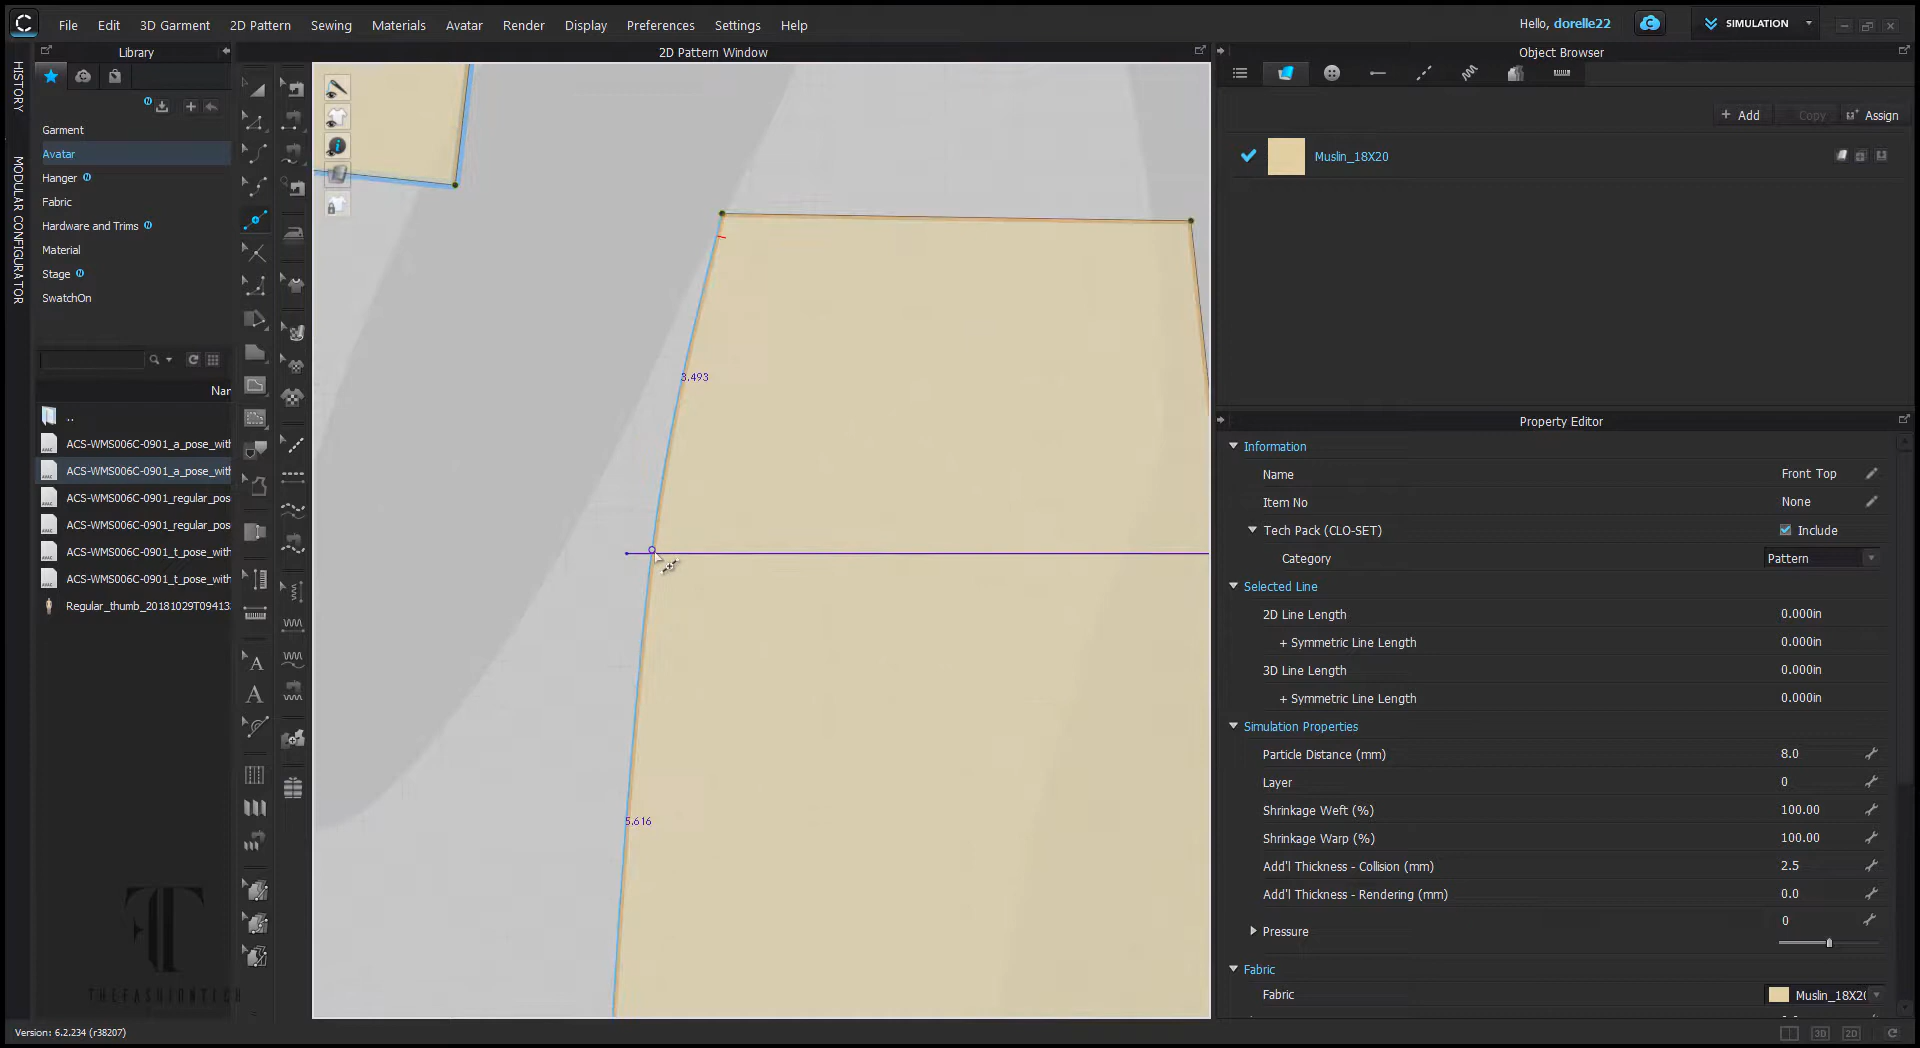 File Edit 3D Garment 2D Pattern Sewing Materials Avatar Render Display Preferences Settings Help
Hello, dorelle22
SIMULATION
Library
2D Pattern Window
Object Browser
HISTORY
MODULAR CONFIGURATOR
Garment
Avatar
Hanger
Fabric
Hardware and Trims
Material
Stage
SwatchOn
Nar
..
ACS-WMS006C-0901_a_pose_with
ACS-WMS006C-0901_a_pose_with
ACS-WMS006C-0901_regular_pos
ACS-WMS006C-0901_regular_pos
ACS-WMS006C-0901_t_pose_with
ACS-WMS006C-0901_t_pose_with
Regular_thumb_20181029T09413
3.493
5.616
+ Add
Copy
Assign
Muslin_18X20
Property Editor
Information
Name Front Top
Item No None
Tech Pack (CLO-SET) Include
Category Pattern
Selected Line
2D Line Length 0.000in
+ Symmetric Line Length 0.000in
3D Line Length 0.000in
+ Symmetric Line Length 0.000in
Simulation Properties
Particle Distance (mm) 8.0
Layer 0
Shrinkage Weft (%) 100.00
Shrinkage Warp (%) 100.00
Add'l Thickness - Collision (mm) 2.5
Add'l Thickness - Rendering (mm) 0.0
Pressure 0
Fabric
Fabric Muslin_18X20
THEFASHIONTECH
Version: 6.2.234 (r38207)
3D
2D